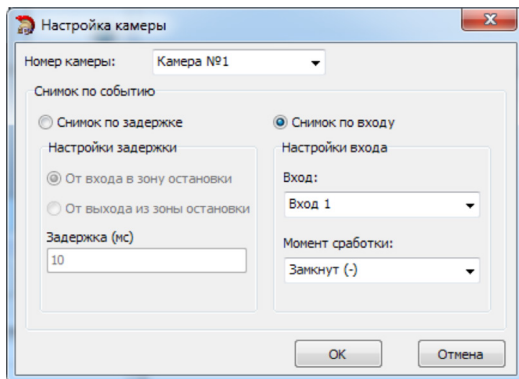 Настройка камеры
Номер камеры: Камера №1
Снимок по событию
Снимок по задержке Снимок по входу
Настройки задержки Настройки входа
От входа в зону остановки Вход:
От выхода из зоны остановки Вход 1
Задержка (мс) Момент сработки:
10 Замкнут (-)
OK Отмена